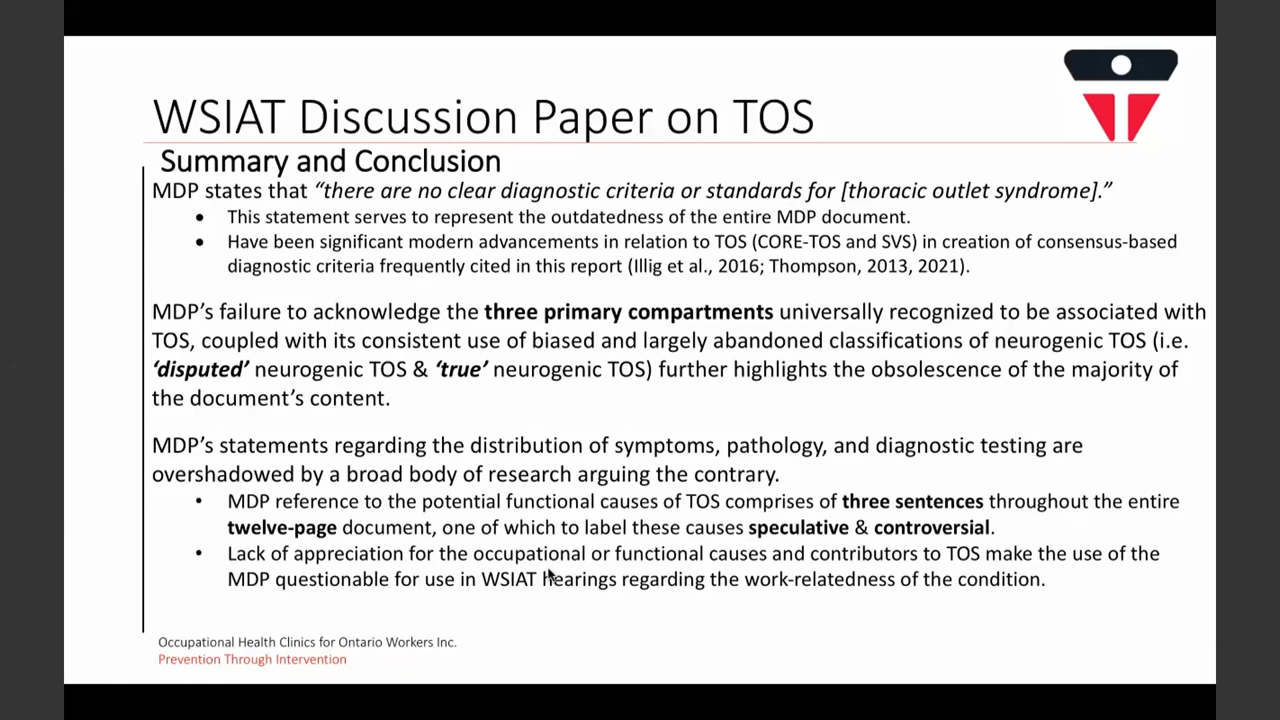 WSIAT Discussion Paper on TOS
Summary and Conclusion
MDP states that “there are no clear diagnostic criteria or standards for [thoracic outlet syndrome].”
• This statement serves to represent the outdatedness of the entire MDP document.
• Have been significant modern advancements in relation to TOS (CORE-TOS and SVS) in creation of consensus-based
diagnostic criteria frequently cited in this report (Illig et al., 2016; Thompson, 2013, 2021).
MDP’s failure to acknowledge the three primary compartments universally recognized to be associated with
TOS, coupled with its consistent use of biased and largely abandoned classifications of neurogenic TOS (i.e.
‘disputed’ neurogenic TOS & ‘true’ neurogenic TOS) further highlights the obsolescence of the majority of
the document’s content.
MDP’s statements regarding the distribution of symptoms, pathology, and diagnostic testing are
overshadowed by a broad body of research arguing the contrary.
• MDP reference to the potential functional causes of TOS comprises of three sentences throughout the entire
twelve-page document, one of which to label these causes speculative & controversial.
• Lack of appreciation for the occupational or functional causes and contributors to TOS make the use of the
MDP questionable for use in WSIAT hearings regarding the work-relatedness of the condition.
Occupational Health Clinics for Ontario Workers Inc.
Prevention Through Intervention